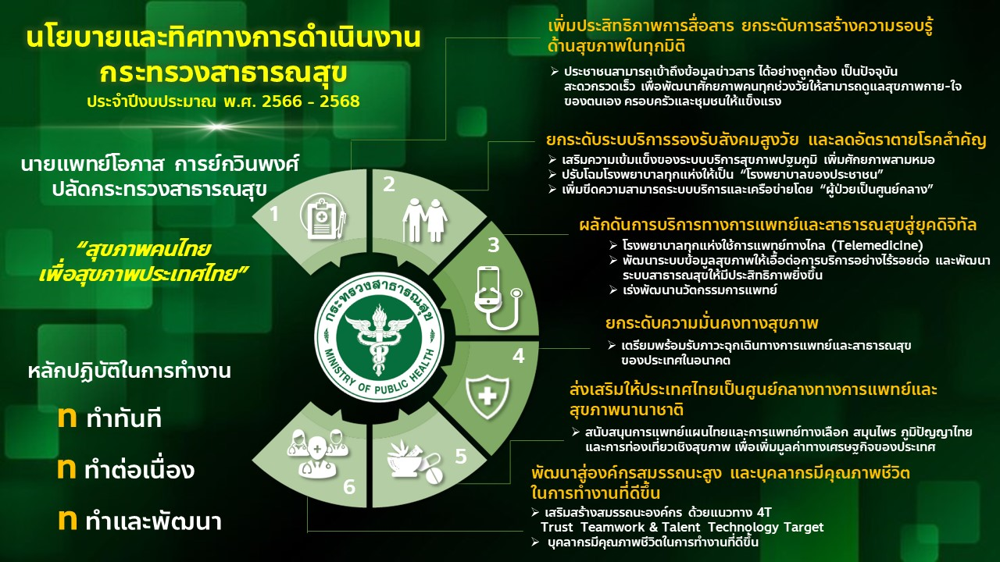 นโยบายและทิศทางการดำเนินงาน
กระทรวงสาธารณสุข
ประจำปีงบประมาณ พ.ศ. 2566 - 2568
นายแพทย์โอภาส การย์กวินพงศ์
ปลัดกระทรวงสาธารณสุข
“สุขภาพคนไทย
เพื่อสุขภาพประเทศไทย”
หลักปฏิบัติในการทำงาน
ท ทำทันที
ท ทำต่อเนื่อง
ท ทำและพัฒนา
1
2
3
4
5
6
กระทรวงสาธารณสุข
MINISTRY OF PUBLIC HEALTH
เพิ่มประสิทธิภาพการสื่อสาร ยกระดับการสร้างความรอบรู้
ด้านสุขภาพในทุกมิติ
➢ ประชาชนสามารถเข้าถึงข้อมูลข่าวสาร ได้อย่างถูกต้อง เป็นปัจจุบัน
สะดวกรวดเร็ว เพื่อพัฒนาศักยภาพคนทุกช่วงวัยให้สามารถดูแลสุขภาพกาย-ใจ
ของตนเอง ครอบครัวและชุมชนให้แข็งแรง
ยกระดับระบบริการรองรับสังคมสูงวัย และลดอัตราตายโรคสำคัญ
➢ เสริมความเข้มแข็งของระบบบริการสุขภาพปฐมภูมิ เพิ่มศักยภาพสามหมอ
➢ ปรับโฉมโรงพยาบาลทุกแห่งให้เป็น “โรงพยาบาลของประชาชน”
➢ เพิ่มขีดความสามารถระบบบริการและเครือข่ายโดย “ผู้ป่วยเป็นศูนย์กลาง”
ผลักดันการบริการทางการแพทย์และสาธารณสุขสู่ยุคดิจิทัล
➢ โรงพยาบาลทุกแห่งใช้การแพทย์ทางไกล (Telemedicine)
➢ พัฒนาระบบข้อมูลสุขภาพให้เอื้อต่อการบริการอย่างไร้รอยต่อ และพัฒนา
ระบบสาธารณสุขให้มีประสิทธิภาพยิ่งขึ้น
➢ เร่งพัฒนานวัตกรรมการแพทย์
ยกระดับความมั่นคงทางสุขภาพ
➢ เตรียมพร้อมรับภาวะฉุกเฉินทางการแพทย์และสาธารณสุข
ของประเทศในอนาคต
ส่งเสริมให้ประเทศไทยเป็นศูนย์กลางทางการแพทย์และ
สุขภาพนานาชาติ
➢ สนับสนุนการแพทย์แผนไทยและการแพทย์ทางเลือก สมุนไพร ภูมิปัญญาไทย
และการท่องเที่ยวเชิงสุขภาพ เพื่อเพิ่มมูลค่าทางเศรษฐกิจของประเทศ
พัฒนาสู่องค์กรสมรรถนะสูง และบุคลากรมีคุณภาพชีวิต
ในการทำงานที่ดีขึ้น
➢ เสริมสร้างสมรรถนะองค์กร ด้วยแนวทาง 4T
Trust Teamwork & Talent Technology Target
➢ บุคลากรมีคุณภาพชีวิตในการทำงานที่ดีขึ้น